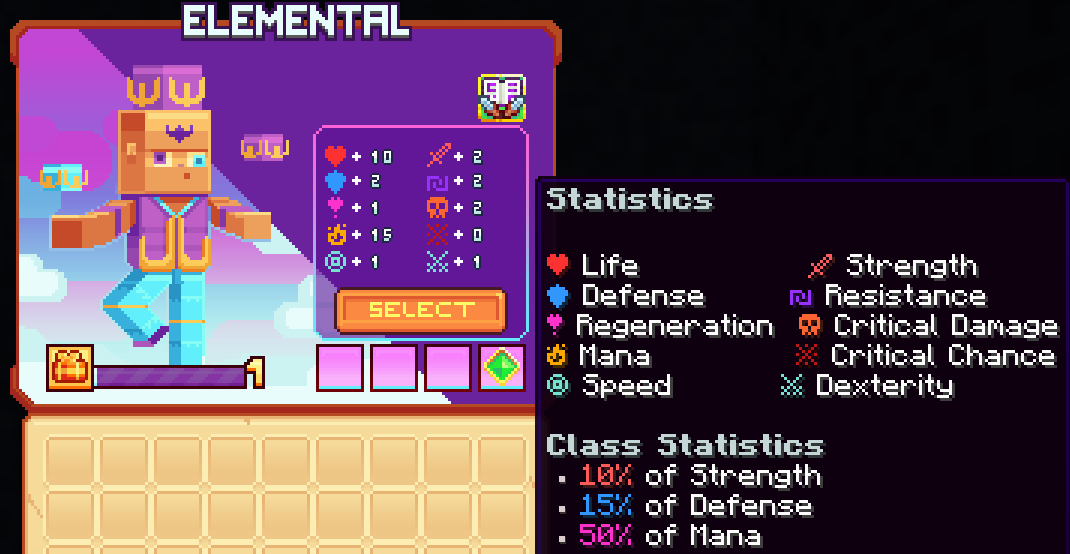 ELEMENTAL
+ 10 + 2
+ 2 + 2
+ 1 + 2
+ 15 + 0
+ 1 + 1
SELECT
1
Statistics
Life Strength
Defense Resistance
Regeneration Critical Damage
Mana Critical Chance
Speed Dexterity
Class Statistics
• 10% of Strength
• 15% of Defense
• 50% of Mana